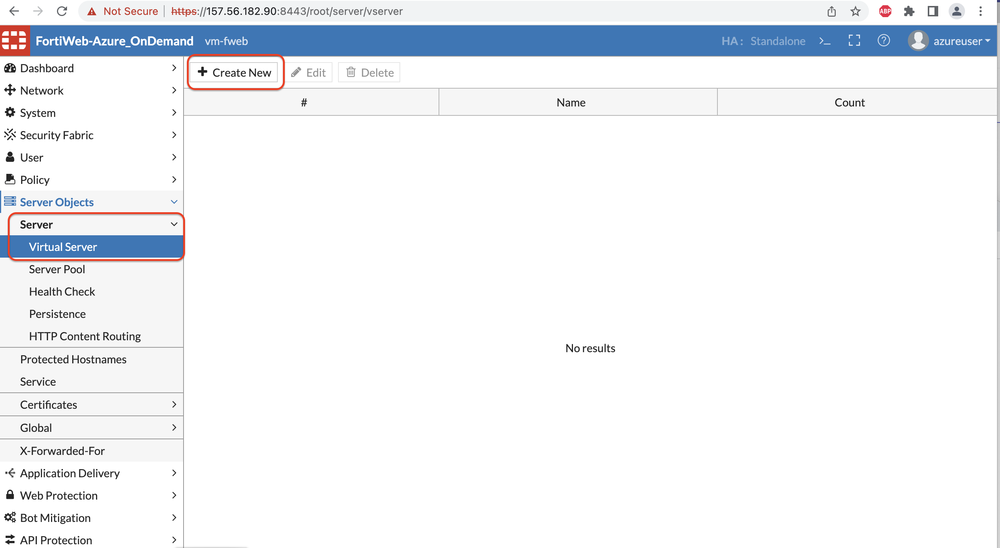 Not Secure https://157.56.182.90:8443/root/server/vserver ABP
FortiWeb-Azure_OnDemand vm-fweb HA: Standalone >_ ? azureuser
Dashboard
Network
System
Security Fabric
User
Policy
Server Objects
Server
Virtual Server
Server Pool
Health Check
Persistence
HTTP Content Routing
Protected Hostnames
Service
Certificates
Global
X-Forwarded-For
Application Delivery
Web Protection
Bot Mitigation
API Protection
+ Create New Edit Delete
# Name Count
No results